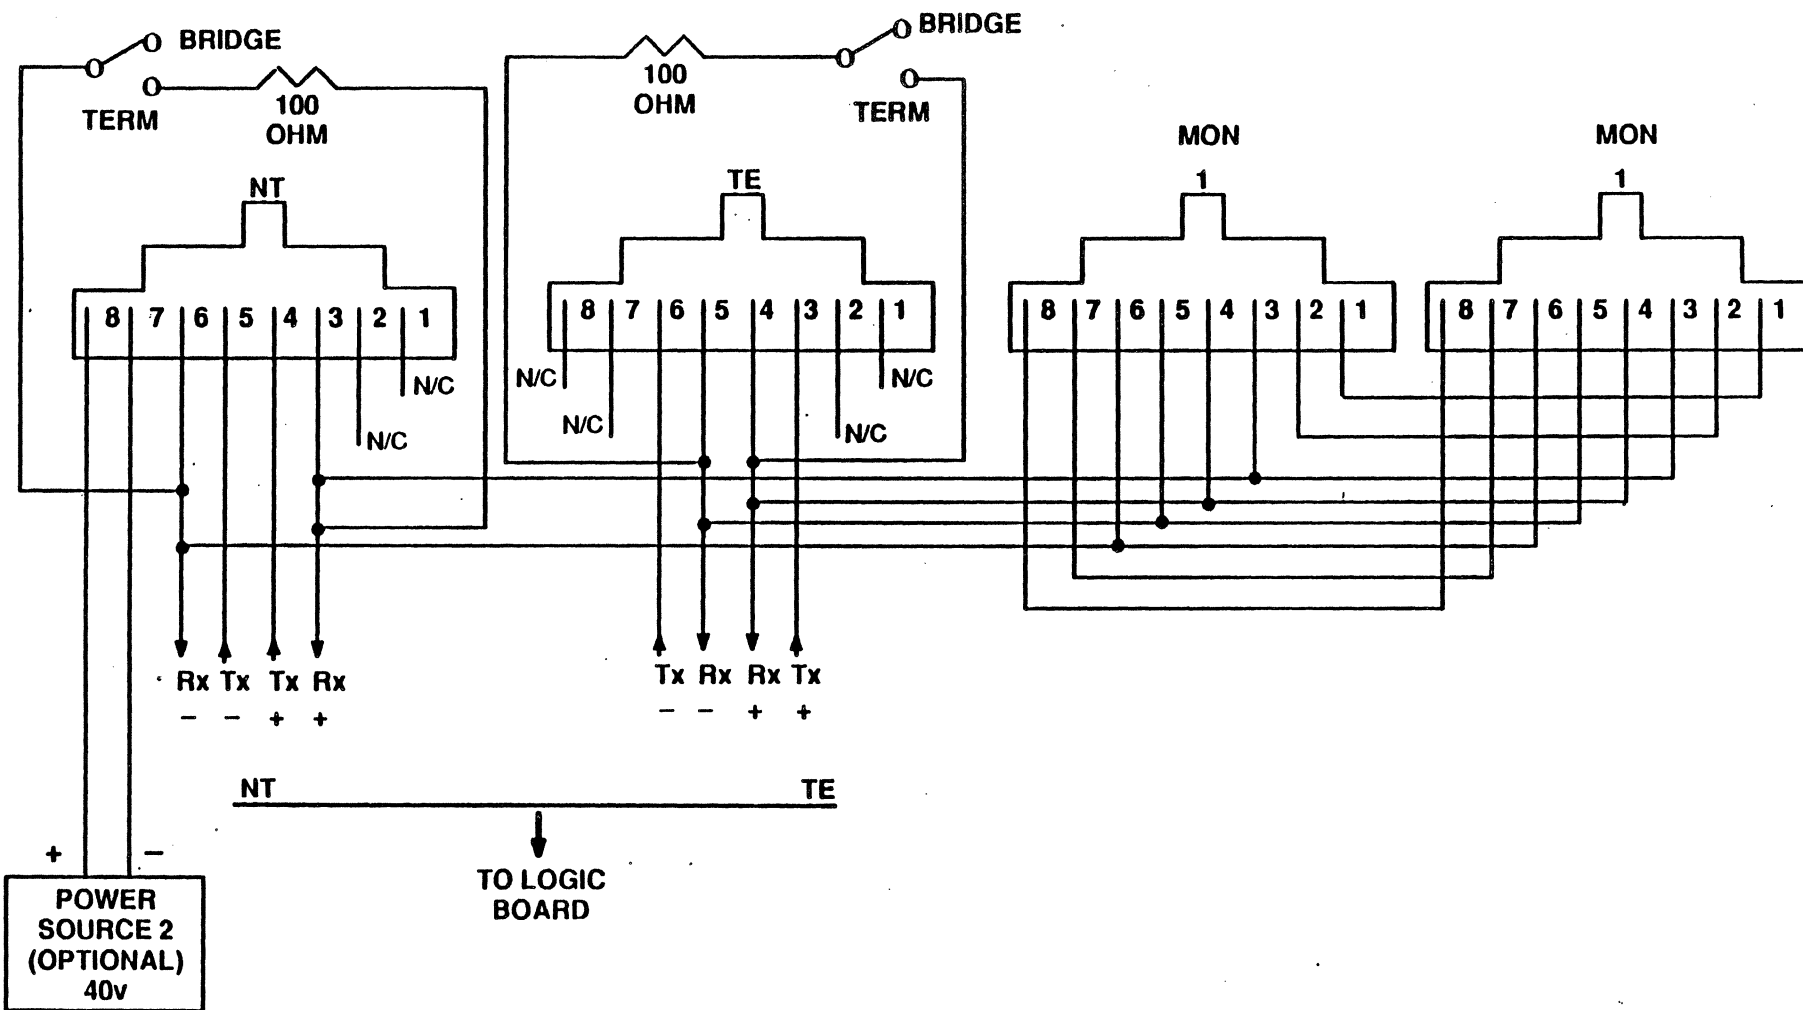 BRIDGE
TERM
100
OHM
BRIDGE
100
OHM
TERM
NT
TE
MON
1
MON
1
8 7 6 5 4 3 2 1
8 7 6 5 4 3 2 1
8 7 6 5 4 3 2 1
8 7 6 5 4 3 2 1
N/C
N/C
N/C
N/C
N/C
N/C
Rx Tx Tx Rx
− − + +
Tx Rx Rx Tx
− − + +
NT
TE
TO LOGIC
BOARD
+ −
POWER
SOURCE 2
(OPTIONAL)
40v